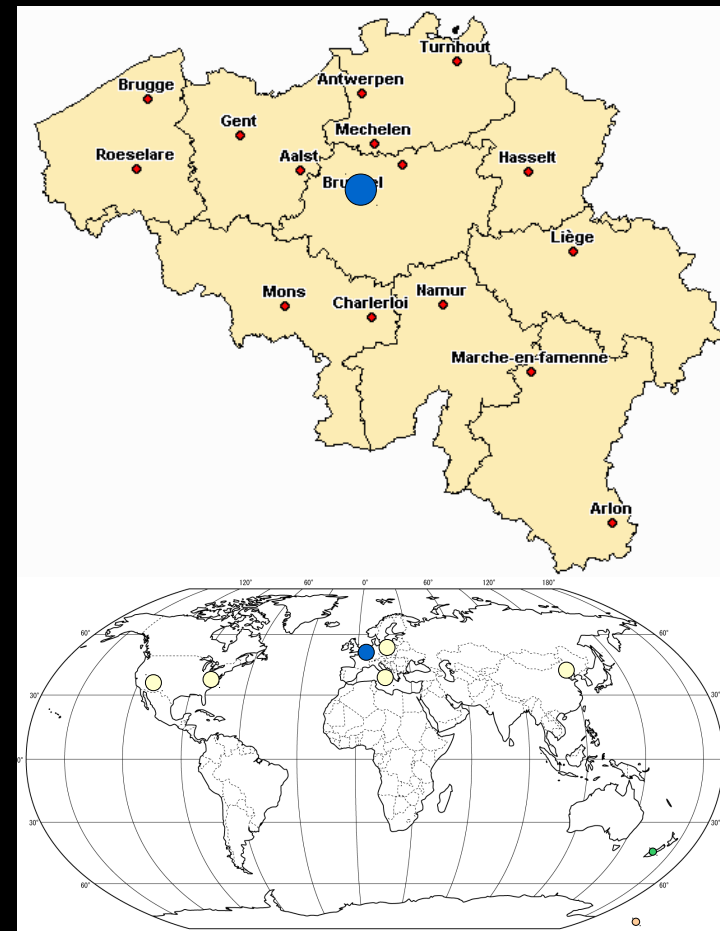 Turnhout
Antwerpen
Brugge
Gent
Mechelen
Roeselare
Aalst
Hasselt
Liège
Mons
Charlerloi
Namur
Marche-en-famenne
Arlon
120° 60° 0° 60° 120° 180°
60° 60°
30° 30°
0°
30° 30°
60° 60°